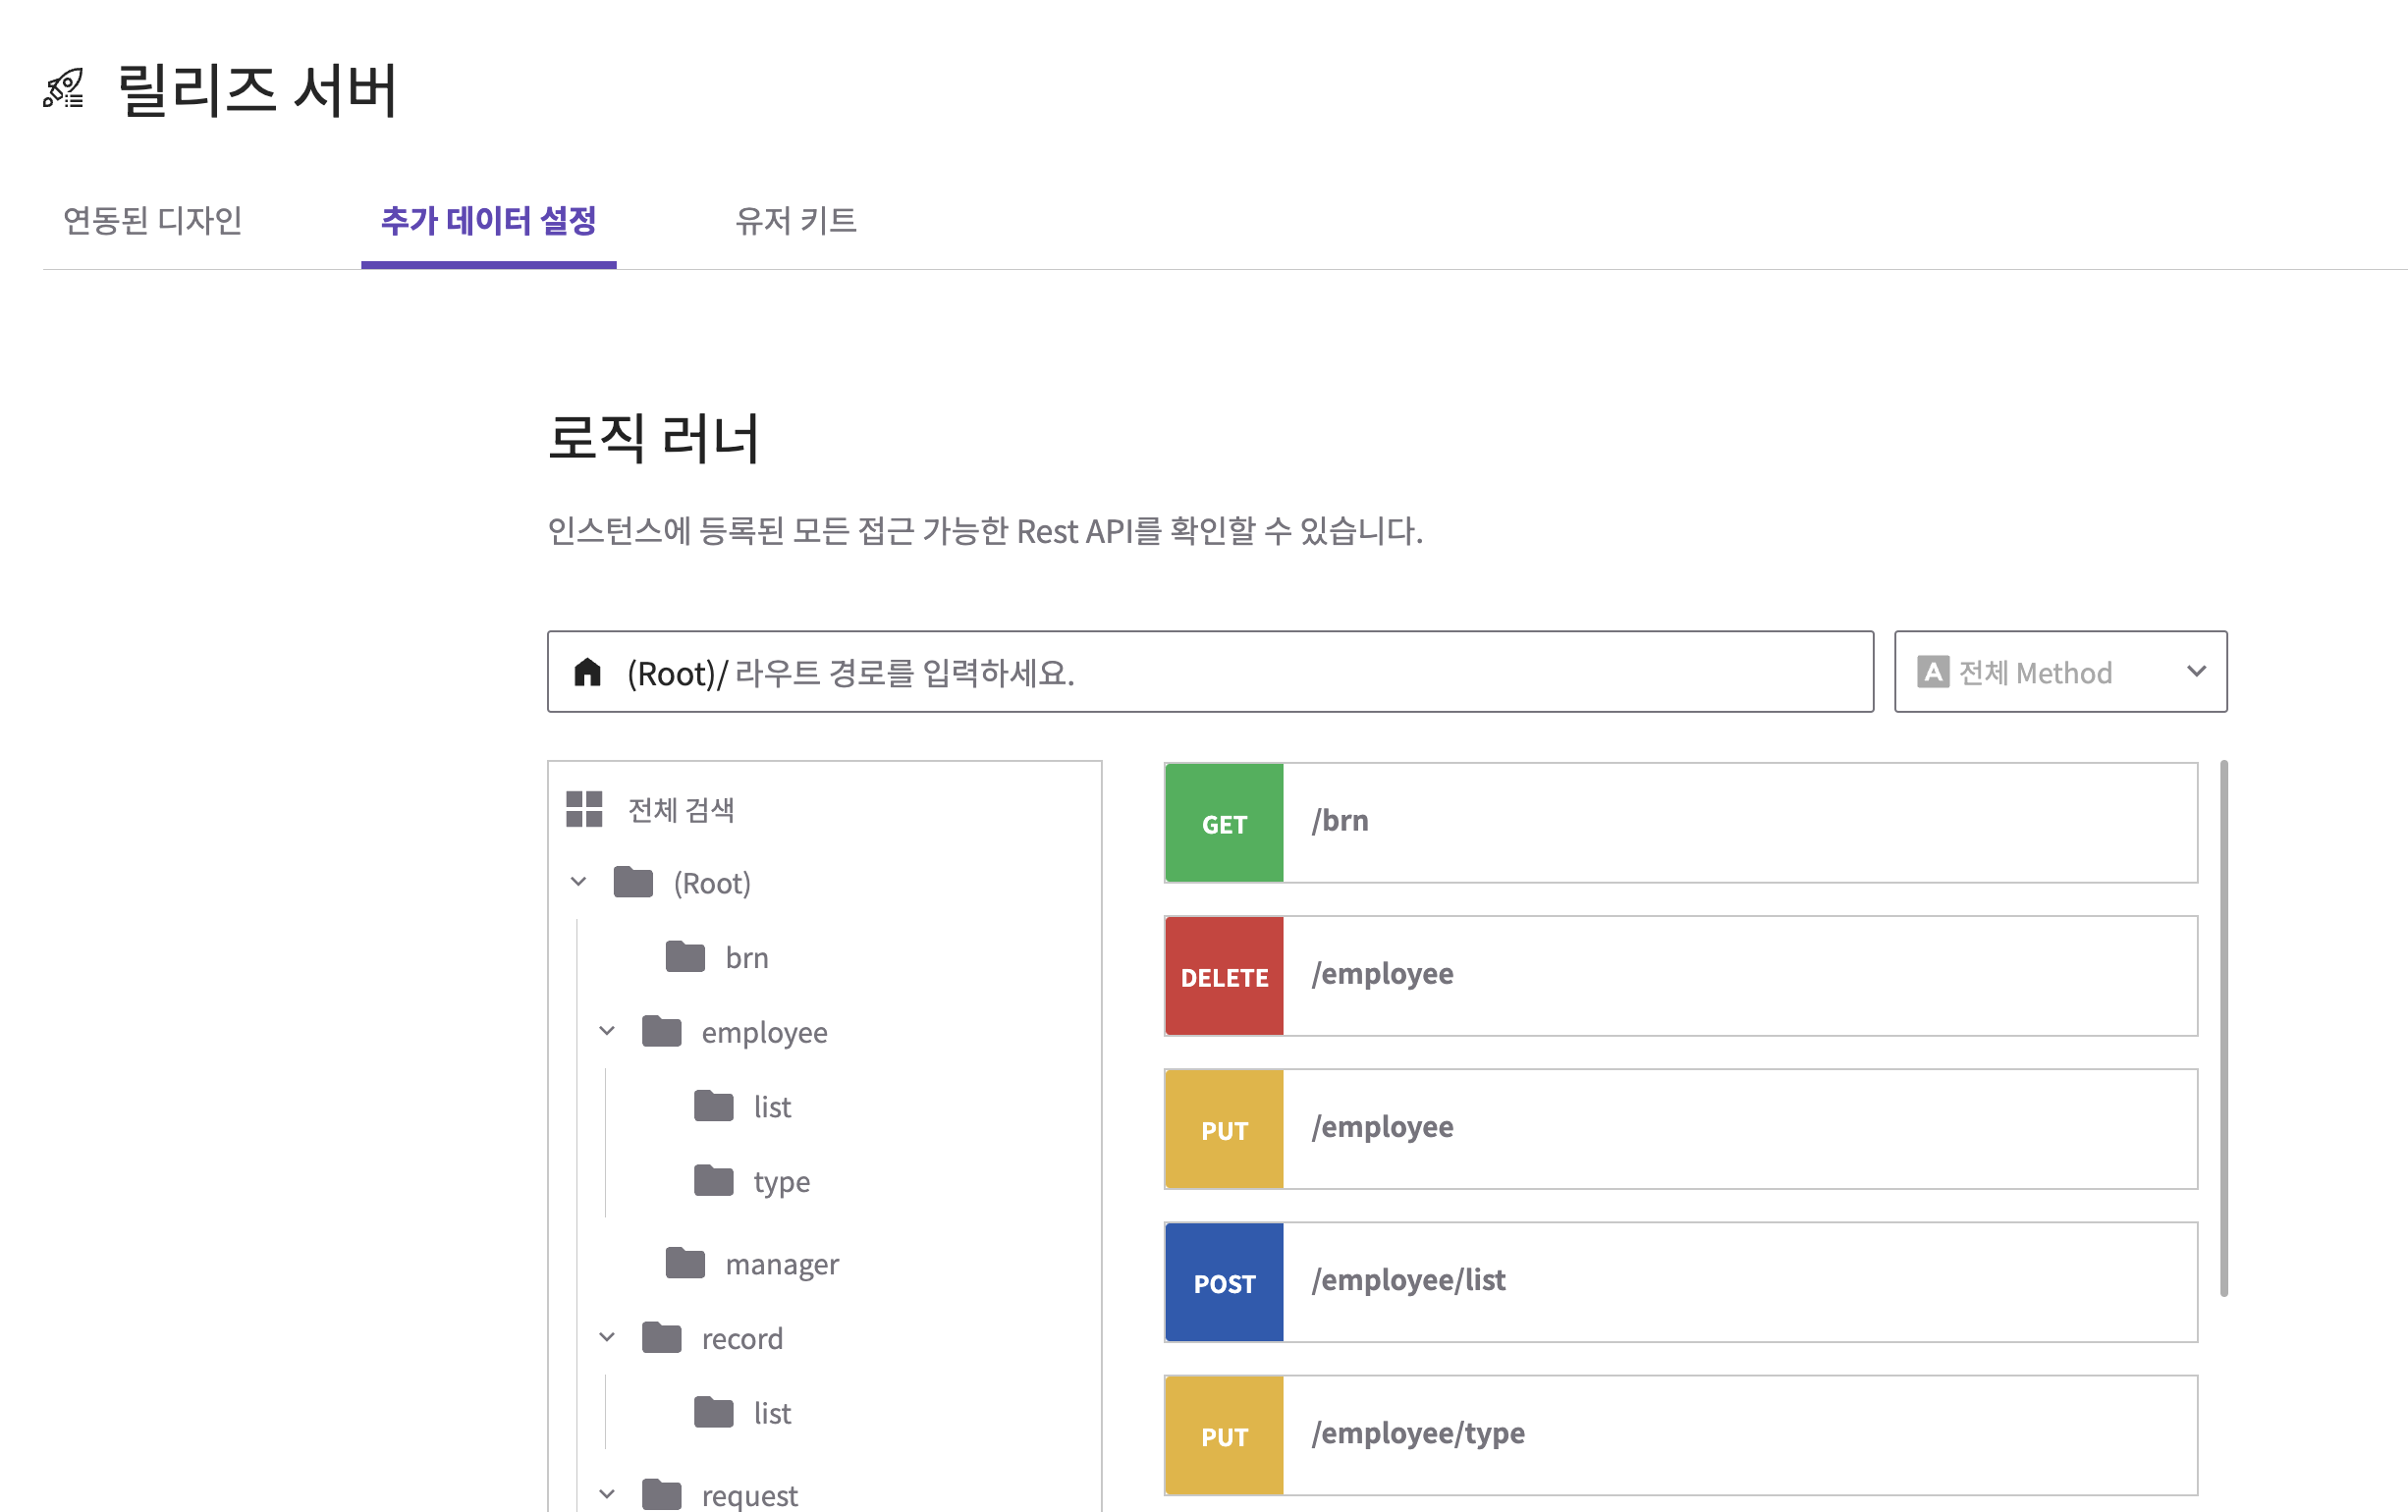 릴리즈 서버
연동된 디자인
추가 데이터 설정
유저 키트
로직 러너
인스턴스에 등록된 모든 접근 가능한 Rest API를 확인할 수 있습니다.
(Root)/ 라우트 경로를 입력하세요.
A 전체 Method
전체 검색
(Root)
brn
employee
list
type
manager
record
list
request
GET /brn
DELETE /employee
PUT /employee
POST /employee/list
PUT /employee/type